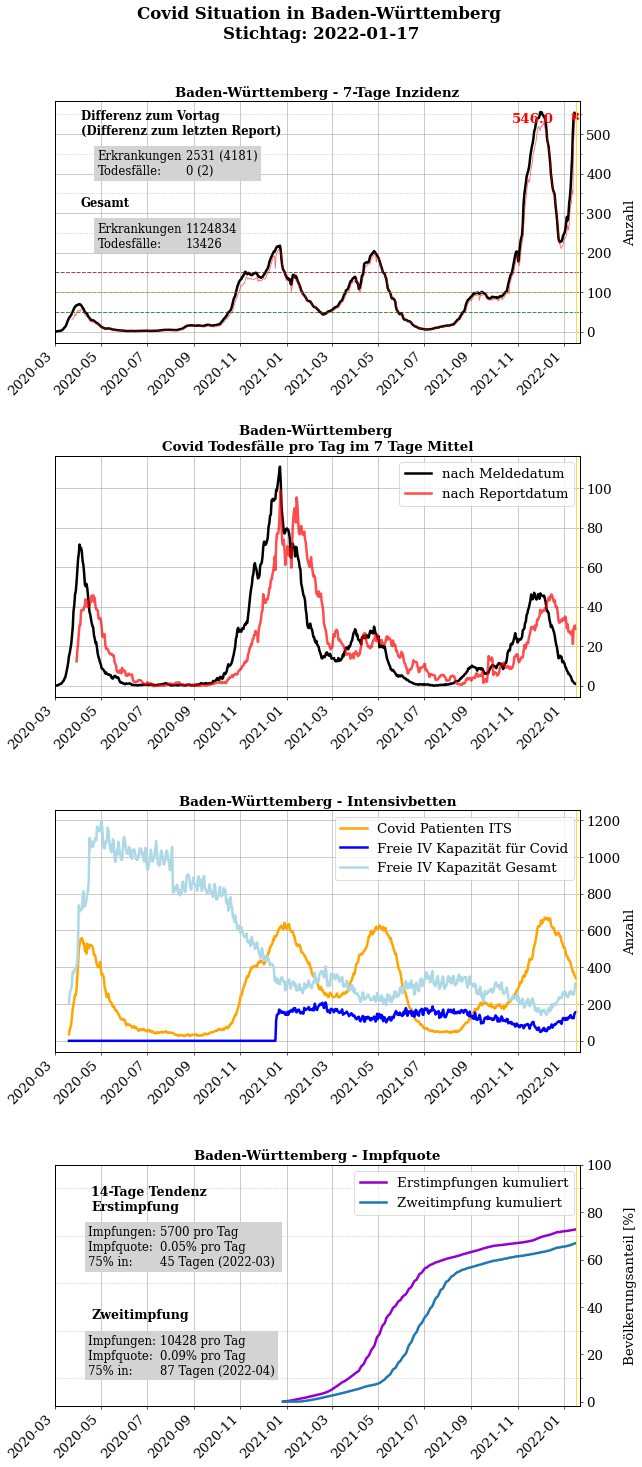 Covid Situation in Baden-Württemberg
Stichtag: 2022-01-17
Baden-Württemberg - 7-Tage Inzidenz
Differenz zum Vortag
(Differenz zum letzten Report)
Erkrankungen 2531 (4181)
Todesfälle: 0 (2)
Gesamt
Erkrankungen 1124834
Todesfälle: 13426
546.0
500
400
300
200
100
0
Anzahl
2020-03
2020-05
2020-07
2020-09
2020-11
2021-01
2021-03
2021-05
2021-07
2021-09
2021-11
2022-01
Baden-Württemberg
Covid Todesfälle pro Tag im 7 Tage Mittel
nach Meldedatum
nach Reportdatum
100
80
60
40
20
0
2020-03
2020-05
2020-07
2020-09
2020-11
2021-01
2021-03
2021-05
2021-07
2021-09
2021-11
2022-01
Baden-Württemberg - Intensivbetten
Covid Patienten ITS
Freie IV Kapazität für Covid
Freie IV Kapazität Gesamt
1200
1000
800
600
400
200
0
Anzahl
2020-03
2020-05
2020-07
2020-09
2020-11
2021-01
2021-03
2021-05
2021-07
2021-09
2021-11
2022-01
Baden-Württemberg - Impfquote
14-Tage Tendenz
Erstimpfung
Impfungen: 5700 pro Tag
Impfquote: 0.05% pro Tag
75% in: 45 Tagen (2022-03)
Zweitimpfung
Impfungen: 10428 pro Tag
Impfquote: 0.09% pro Tag
75% in: 87 Tagen (2022-04)
Erstimpfungen kumuliert
Zweitimpfung kumuliert
100
80
60
40
20
0
Bevölkerungsanteil [%]
2020-03
2020-05
2020-07
2020-09
2020-11
2021-01
2021-03
2021-05
2021-07
2021-09
2021-11
2022-01